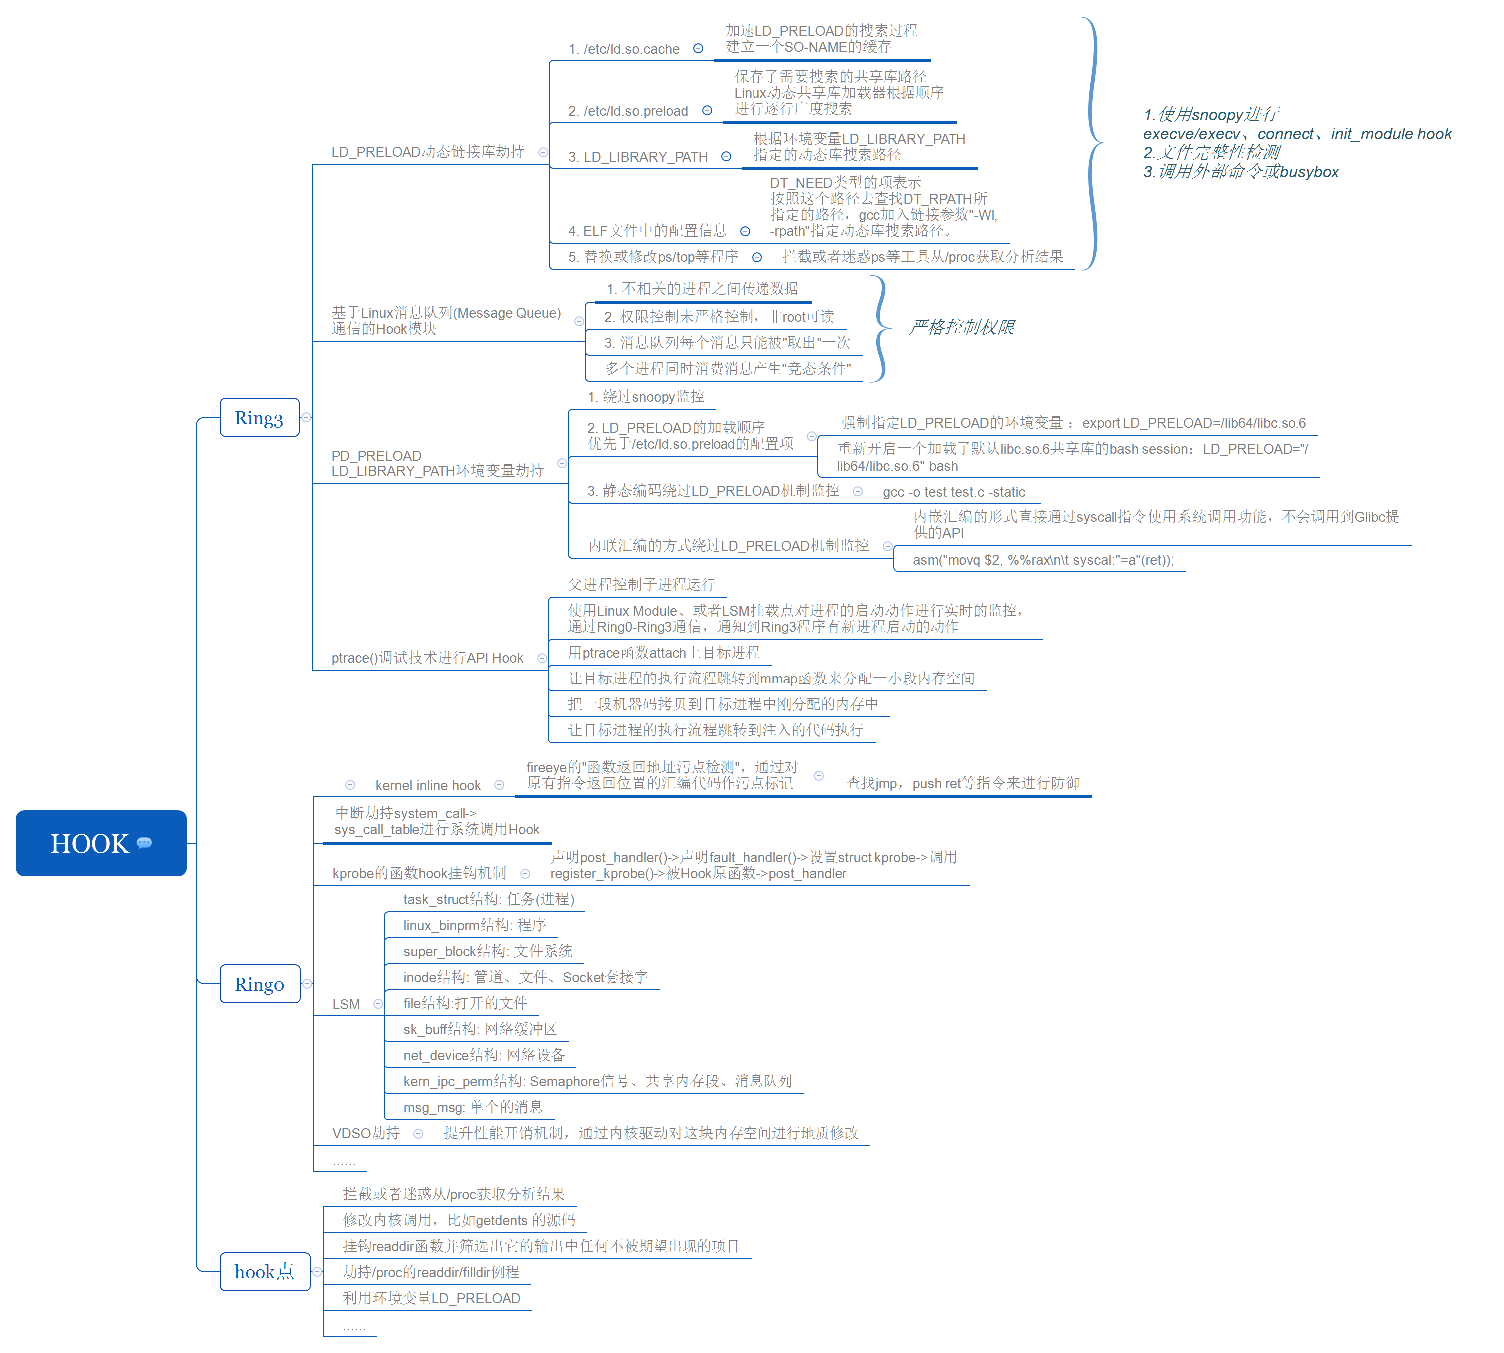 HOOK
Ring3
LD_PRELOAD动态链接库劫持
1. /etc/ld.so.cache
加速LD_PRELOAD的搜索过程
建立一个SO-NAME的缓存
2. /etc/ld.so.preload
保存了需要搜索的共享库路径
Linux动态共享库加载器根据顺序
进行逐行广度搜索
3. LD_LIBRARY_PATH
根据环境变量LD_LIBRARY_PATH
指定的动态库搜索路径
4. ELF文件中的配置信息
DT_NEED类型的项表示
按照这个路径去查找DT_RPATH所
指定的路径，gcc加入链接参数"-Wl,
-rpath"指定动态库搜索路径。
5. 替换或修改ps/top等程序
拦截或者迷惑ps等工具从/proc获取分析结果
1.使用snoopy进行
execve/execv、connect、init_module hook
2.文件完整性检测
3.调用外部命令或busybox
基于Linux消息队列(Message Queue)
通信的Hook模块
1. 不相关的进程之间传递数据
2. 权限控制未严格控制，非root可读
3. 消息队列每个消息只能被"取出"一次
多个进程同时消费消息产生"竞态条件"
严格控制权限
PD_PRELOAD
LD_LIBRARY_PATH环境变量劫持
1. 绕过snoopy监控
2. LD_PRELOAD的加载顺序
优先于/etc/ld.so.preload的配置项
强制指定LD_PRELOAD的环境变量 ：export LD_PRELOAD=/lib64/libc.so.6
重新开启一个加载了默认libc.so.6共享库的bash session：LD_PRELOAD="/
lib64/libc.so.6" bash
3. 静态编码绕过LD_PRELOAD机制监控
gcc -o test test.c -static
内联汇编的方式绕过LD_PRELOAD机制监控
内嵌汇编的形式直接通过syscall指令使用系统调用功能，不会调用到Glibc提
供的API
asm("movq $2, %%rax\n\t syscal:"=a"(ret));
ptrace()调试技术进行API Hook
父进程控制子进程运行
使用Linux Module、或者LSM挂载点对进程的启动动作进行实时的监控，
通过Ring0-Ring3通信，通知到Ring3程序有新进程启动的动作
用ptrace函数attach上目标进程
让目标进程的执行流程跳转到mmap函数来分配一小段内存空间
把一段机器码拷贝到目标进程中刚分配的内存中
让目标进程的执行流程跳转到注入的代码执行
Ring0
kernel inline hook
fireeye的"函数返回地址污点检测"，通过对
原有指令返回位置的汇编代码作污点标记
查找jmp，push ret等指令来进行防御
中断劫持system_call->
sys_call_table进行系统调用Hook
kprobe的函数hook挂钩机制
声明post_handler()->声明fault_handler()->设置struct kprobe->调用
register_kprobe()->被Hook原函数->post_handler
LSM
task_struct结构: 任务(进程)
linux_binprm结构: 程序
super_block结构: 文件系统
inode结构: 管道、文件、Socket套接字
file结构:打开的文件
sk_buff结构: 网络缓冲区
net_device结构: 网络设备
kern_ipc_perm结构: Semaphore信号、共享内存段、消息队列
msg_msg: 单个的消息
VDSO劫持
提升性能开销机制，通过内核驱动对这块内存空间进行地质修改
......
hook点
拦截或者迷惑从/proc获取分析结果
修改内核调用，比如getdents 的源码
挂钩readdir函数并筛选出它的输出中任何不被期望出现的项目
劫持/proc的readdir/filldir例程
利用环境变量LD_PRELOAD
......